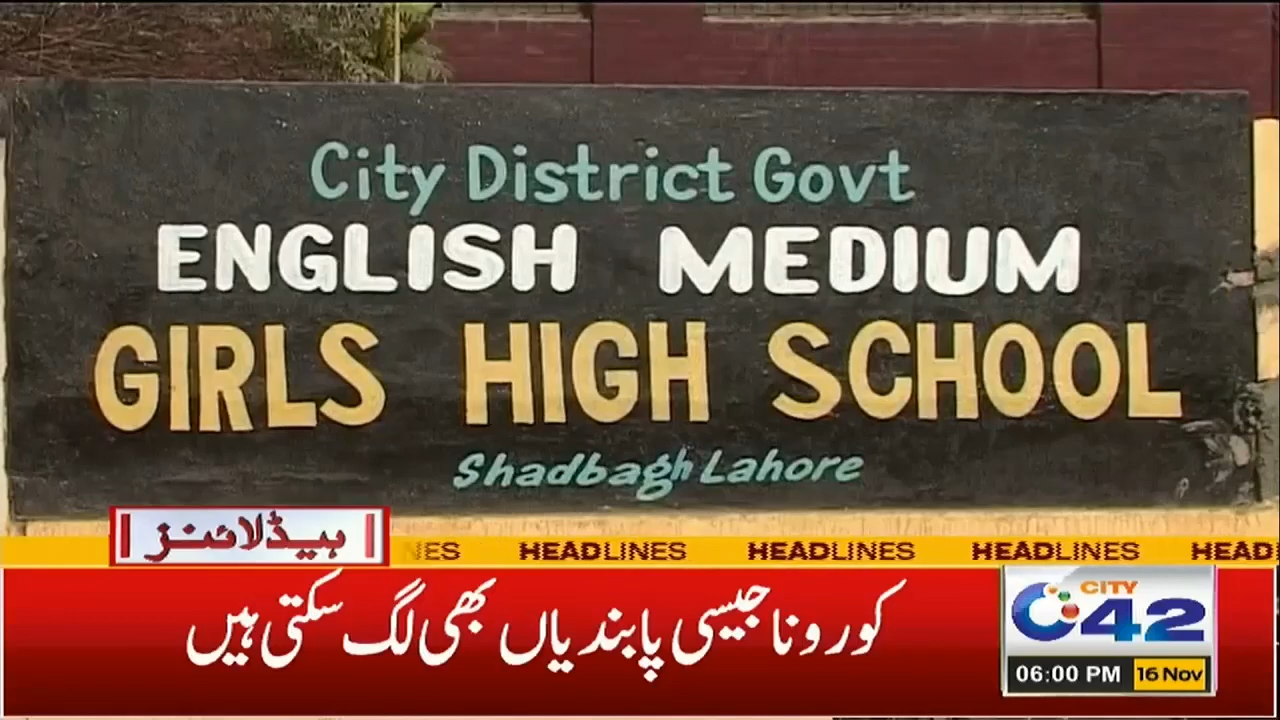 City District Govt
ENGLISH MEDIUM
GIRLS HIGH SCHOOL
Shadbagh Lahore
ہیڈلائنز
NES HEADLINES HEADLINES HEADLINES HEAD
کورونا جیسی پابندیاں بھی لگ سکتی ہیں
CITY
42
06:00 PM 16 Nov